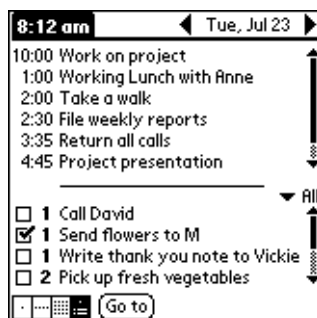 8:12 am Tue, Jul 23
10:00 Work on project
1:00 Working Lunch with Anne
2:00 Take a walk
2:30 File weekly reports
3:35 Return all calls
4:45 Project presentation
All
1 Call David
1 Send flowers to M
1 Write thank you note to Vickie
2 Pick up fresh vegetables
Go to